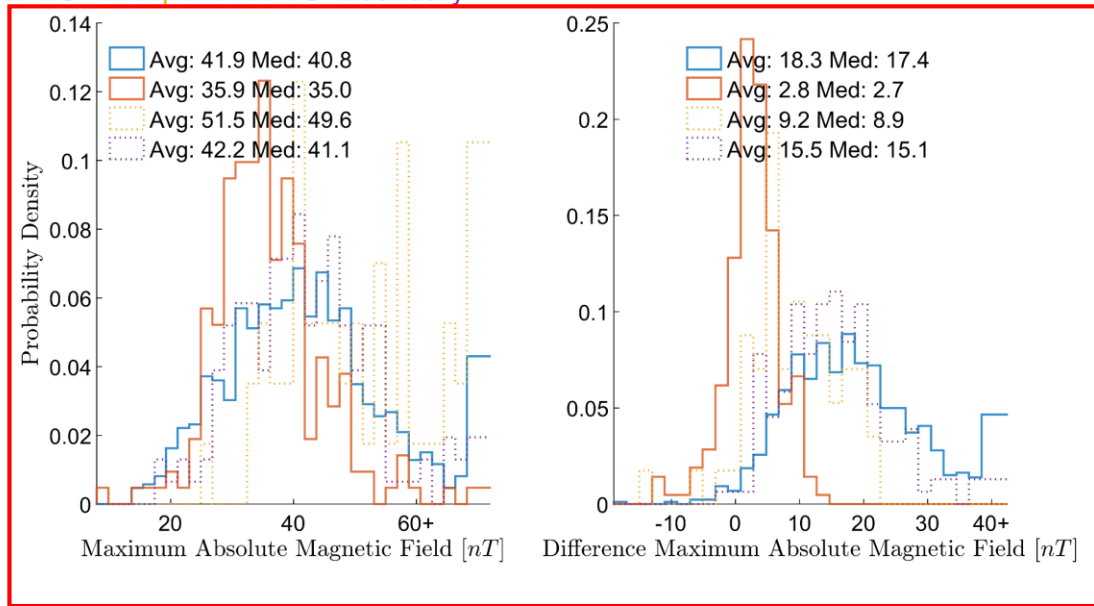 0.14
0.12
0.1
0.08
0.06
0.04
0.02
0
Probability Density
Avg: 41.9 Med: 40.8
Avg: 35.9 Med: 35.0
Avg: 51.5 Med: 49.6
Avg: 42.2 Med: 41.1
20 40 60+
Maximum Absolute Magnetic Field [nT]
0.25
0.2
0.15
0.1
0.05
0
Avg: 18.3 Med: 17.4
Avg: 2.8 Med: 2.7
Avg: 9.2 Med: 8.9
Avg: 15.5 Med: 15.1
-10 0 10 20 30 40+
Difference Maximum Absolute Magnetic Field [nT]